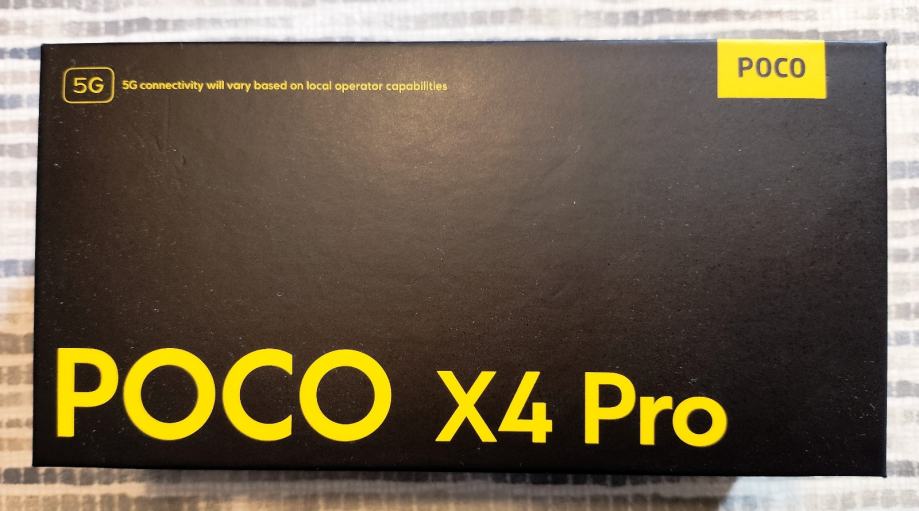 5G 5G connectivity will vary based on local operator capabilities
POCO
POCO X4 Pro